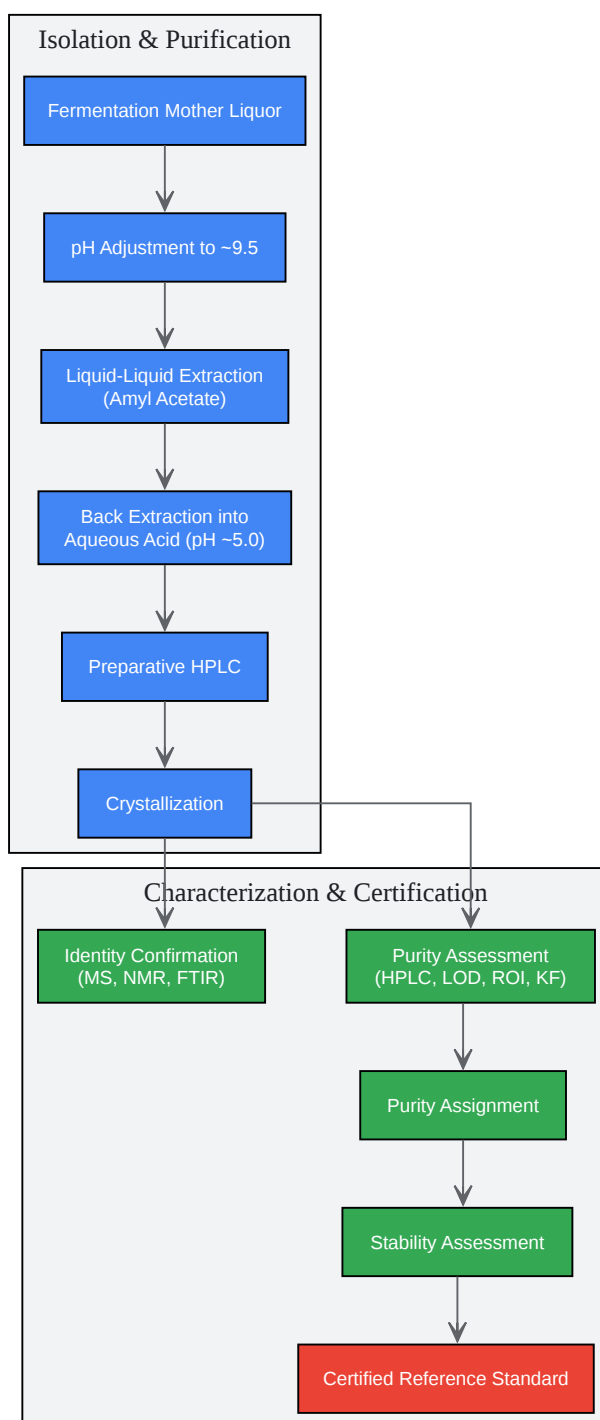 Isolation & Purification
Fermentation Mother Liquor
pH Adjustment to ~9.5
Liquid-Liquid Extraction
(Amyl Acetate)
Back Extraction into
Aqueous Acid (pH ~5.0)
Preparative HPLC
Crystallization
Characterization & Certification
Identity Confirmation
(MS, NMR, FTIR)
Purity Assessment
(HPLC, LOD, ROI, KF)
Purity Assignment
Stability Assessment
Certified Reference Standard